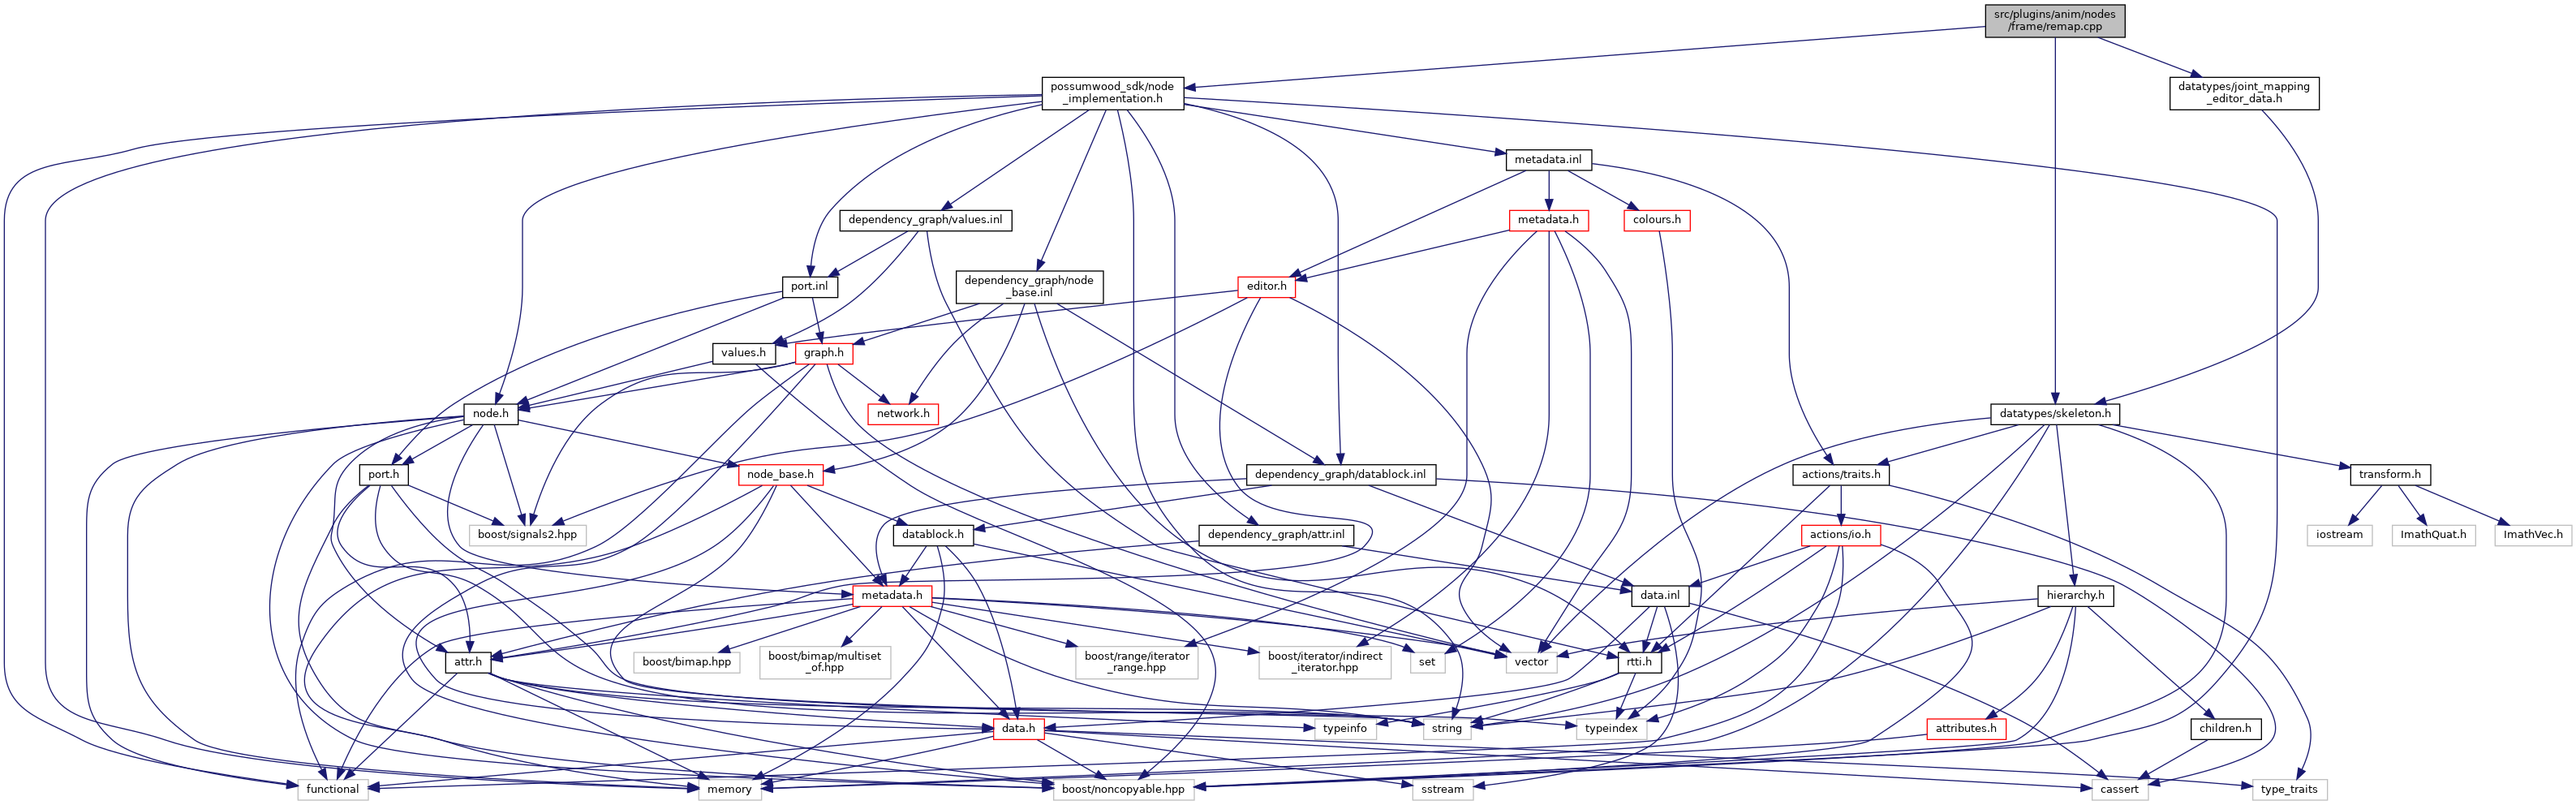 src/plugins/anim/nodes
/frame/remap.cpp
possumwood_sdk/node
_implementation.h
datatypes/joint_mapping
_editor_data.h
metadata.inl
dependency_graph/values.inl
metadata.h
colours.h
port.inl
dependency_graph/node
_base.inl
editor.h
values.h
graph.h
node.h
network.h
datatypes/skeleton.h
port.h
node_base.h
dependency_graph/datablock.inl
actions/traits.h
transform.h
boost/signals2.hpp
datablock.h
dependency_graph/attr.inl
actions/io.h
iostream
ImathQuat.h
ImathVec.h
metadata.h
data.inl
hierarchy.h
attr.h
boost/bimap.hpp
boost/bimap/multiset
_of.hpp
boost/range/iterator
_range.hpp
boost/iterator/indirect
_iterator.hpp
set
vector
rtti.h
data.h
typeinfo
string
typeindex
attributes.h
children.h
functional
memory
boost/noncopyable.hpp
sstream
cassert
type_traits